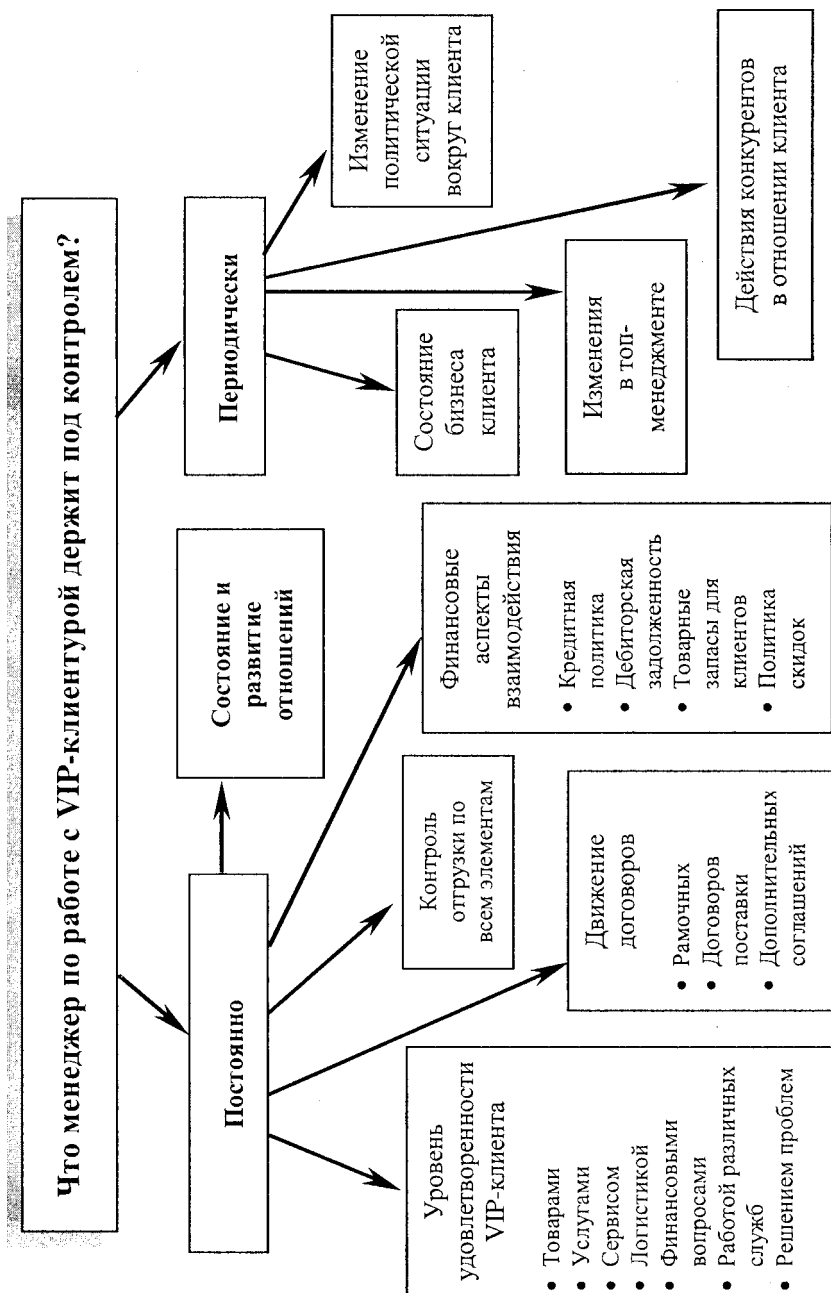 Что менеджер по работе с VIP-клиентурой держит под контролем?
Постоянно
Периодически
Состояние и
развитие
отношений
Изменение
политической
ситуации
вокруг клиента
Уровень
удовлетворенности
VIP-клиента
• Товарами
• Услугами
• Сервисом
• Логистикой
• Финансовыми
вопросами
• Работой различных
служб
• Решением проблем
Движение
договоров
• Рамочных
• Договоров
поставки
• Дополнительных
соглашений
Контроль
отгрузки по
всем элементам
Финансовые
аспекты
взаимодействия
• Кредитная
политика
• Дебиторская
задолженность
• Товарные
запасы для
клиентов
• Политика
скидок
Состояние
бизнеса
клиента
Изменения
в топ-
менеджменте
Действия конкурентов
в отношении клиента